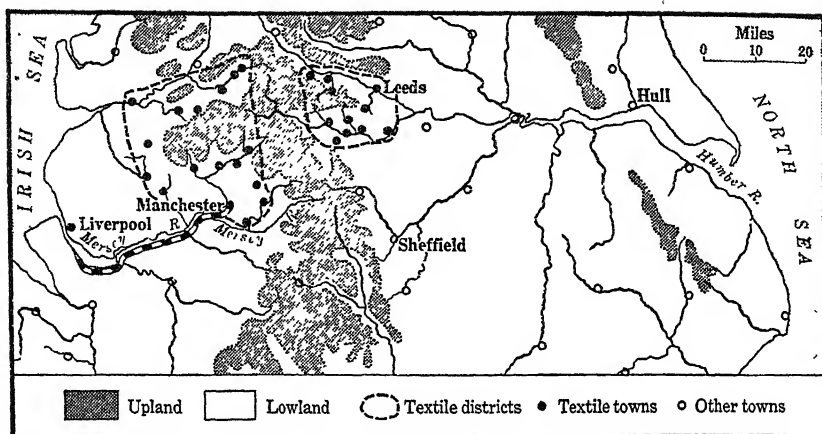 IRISH SEA
Miles
0 10 20
Leeds
Hull
NORTH SEA
Humber R.
Manchester
Liverpool
Mersey R.
Mersey
Sheffield
Upland Lowland Textile districts Textile towns Other towns